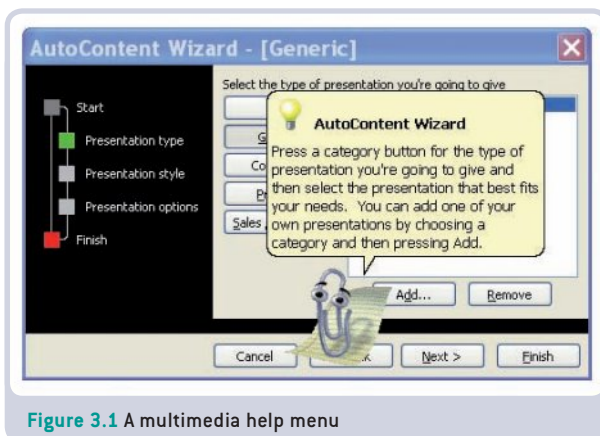 AutoContent Wizard - [Generic]
Start
Presentation type
Presentation style
Presentation options
Finish
Select the type of presentation you're going to give
G
Co
Pr
Sales
AutoContent Wizard
Press a category button for the type of
presentation you're going to give and
then select the presentation that best fits
your needs. You can add one of your
own presentations by choosing a
category and then pressing Add.
Add...
Remove
Cancel
k
Next >
Finish
Figure 3.1 A multimedia help menu